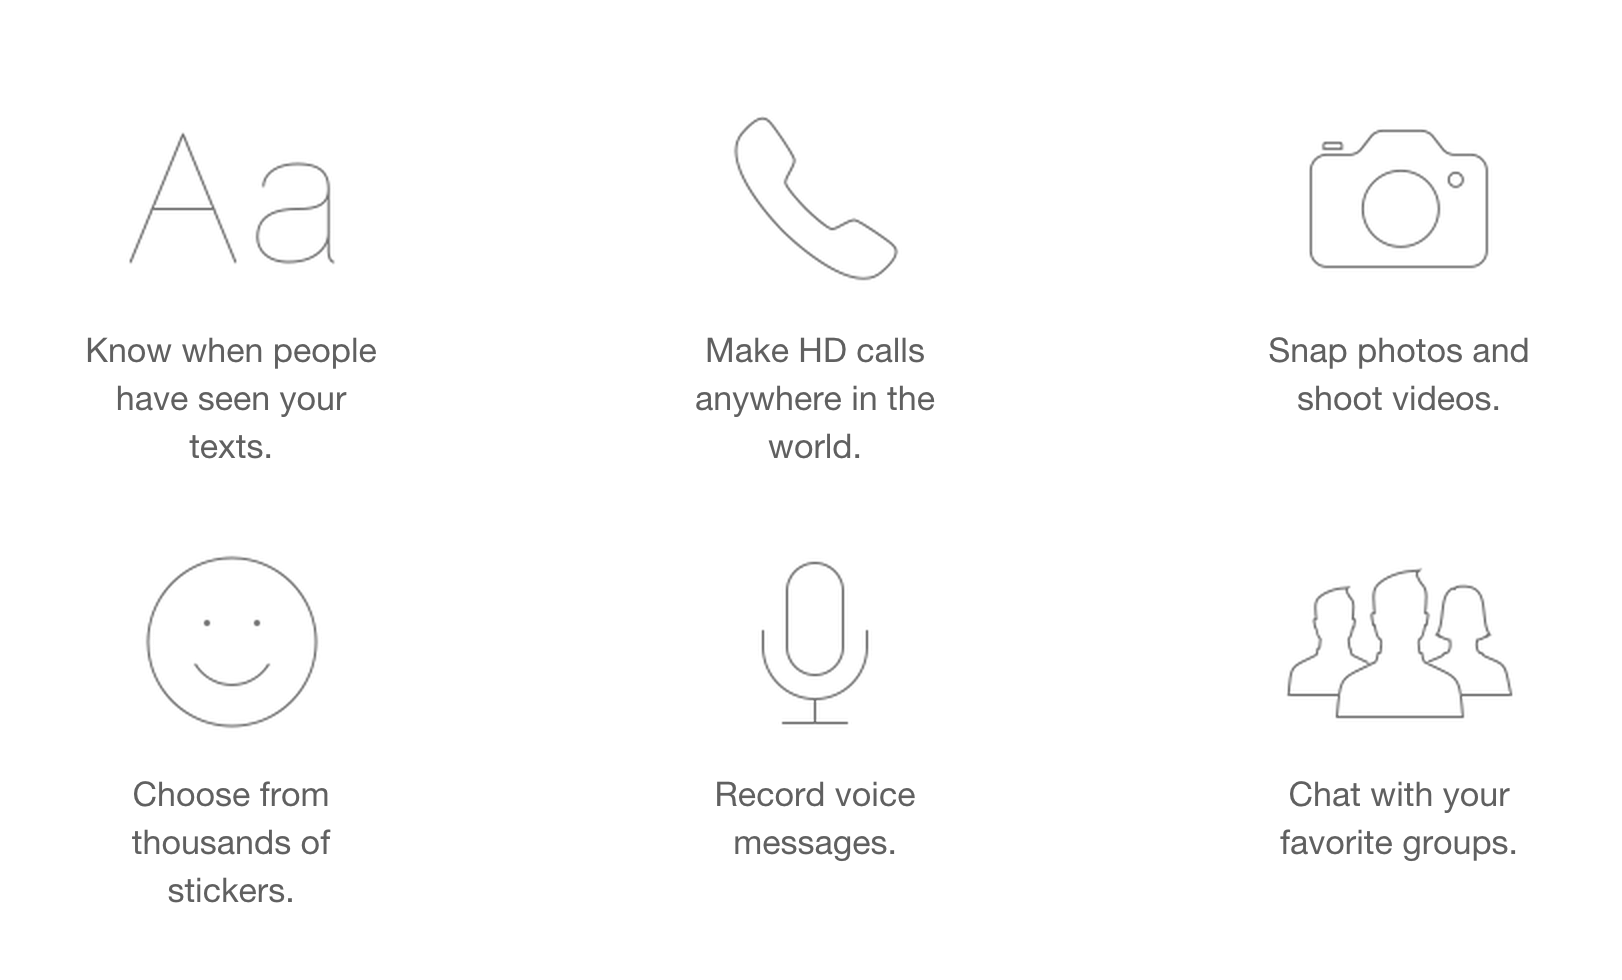 Aa
Know when people
have seen your
texts.
Make HD calls
anywhere in the
world.
Snap photos and
shoot videos.
Choose from
thousands of
stickers.
Record voice
messages.
Chat with your
favorite groups.